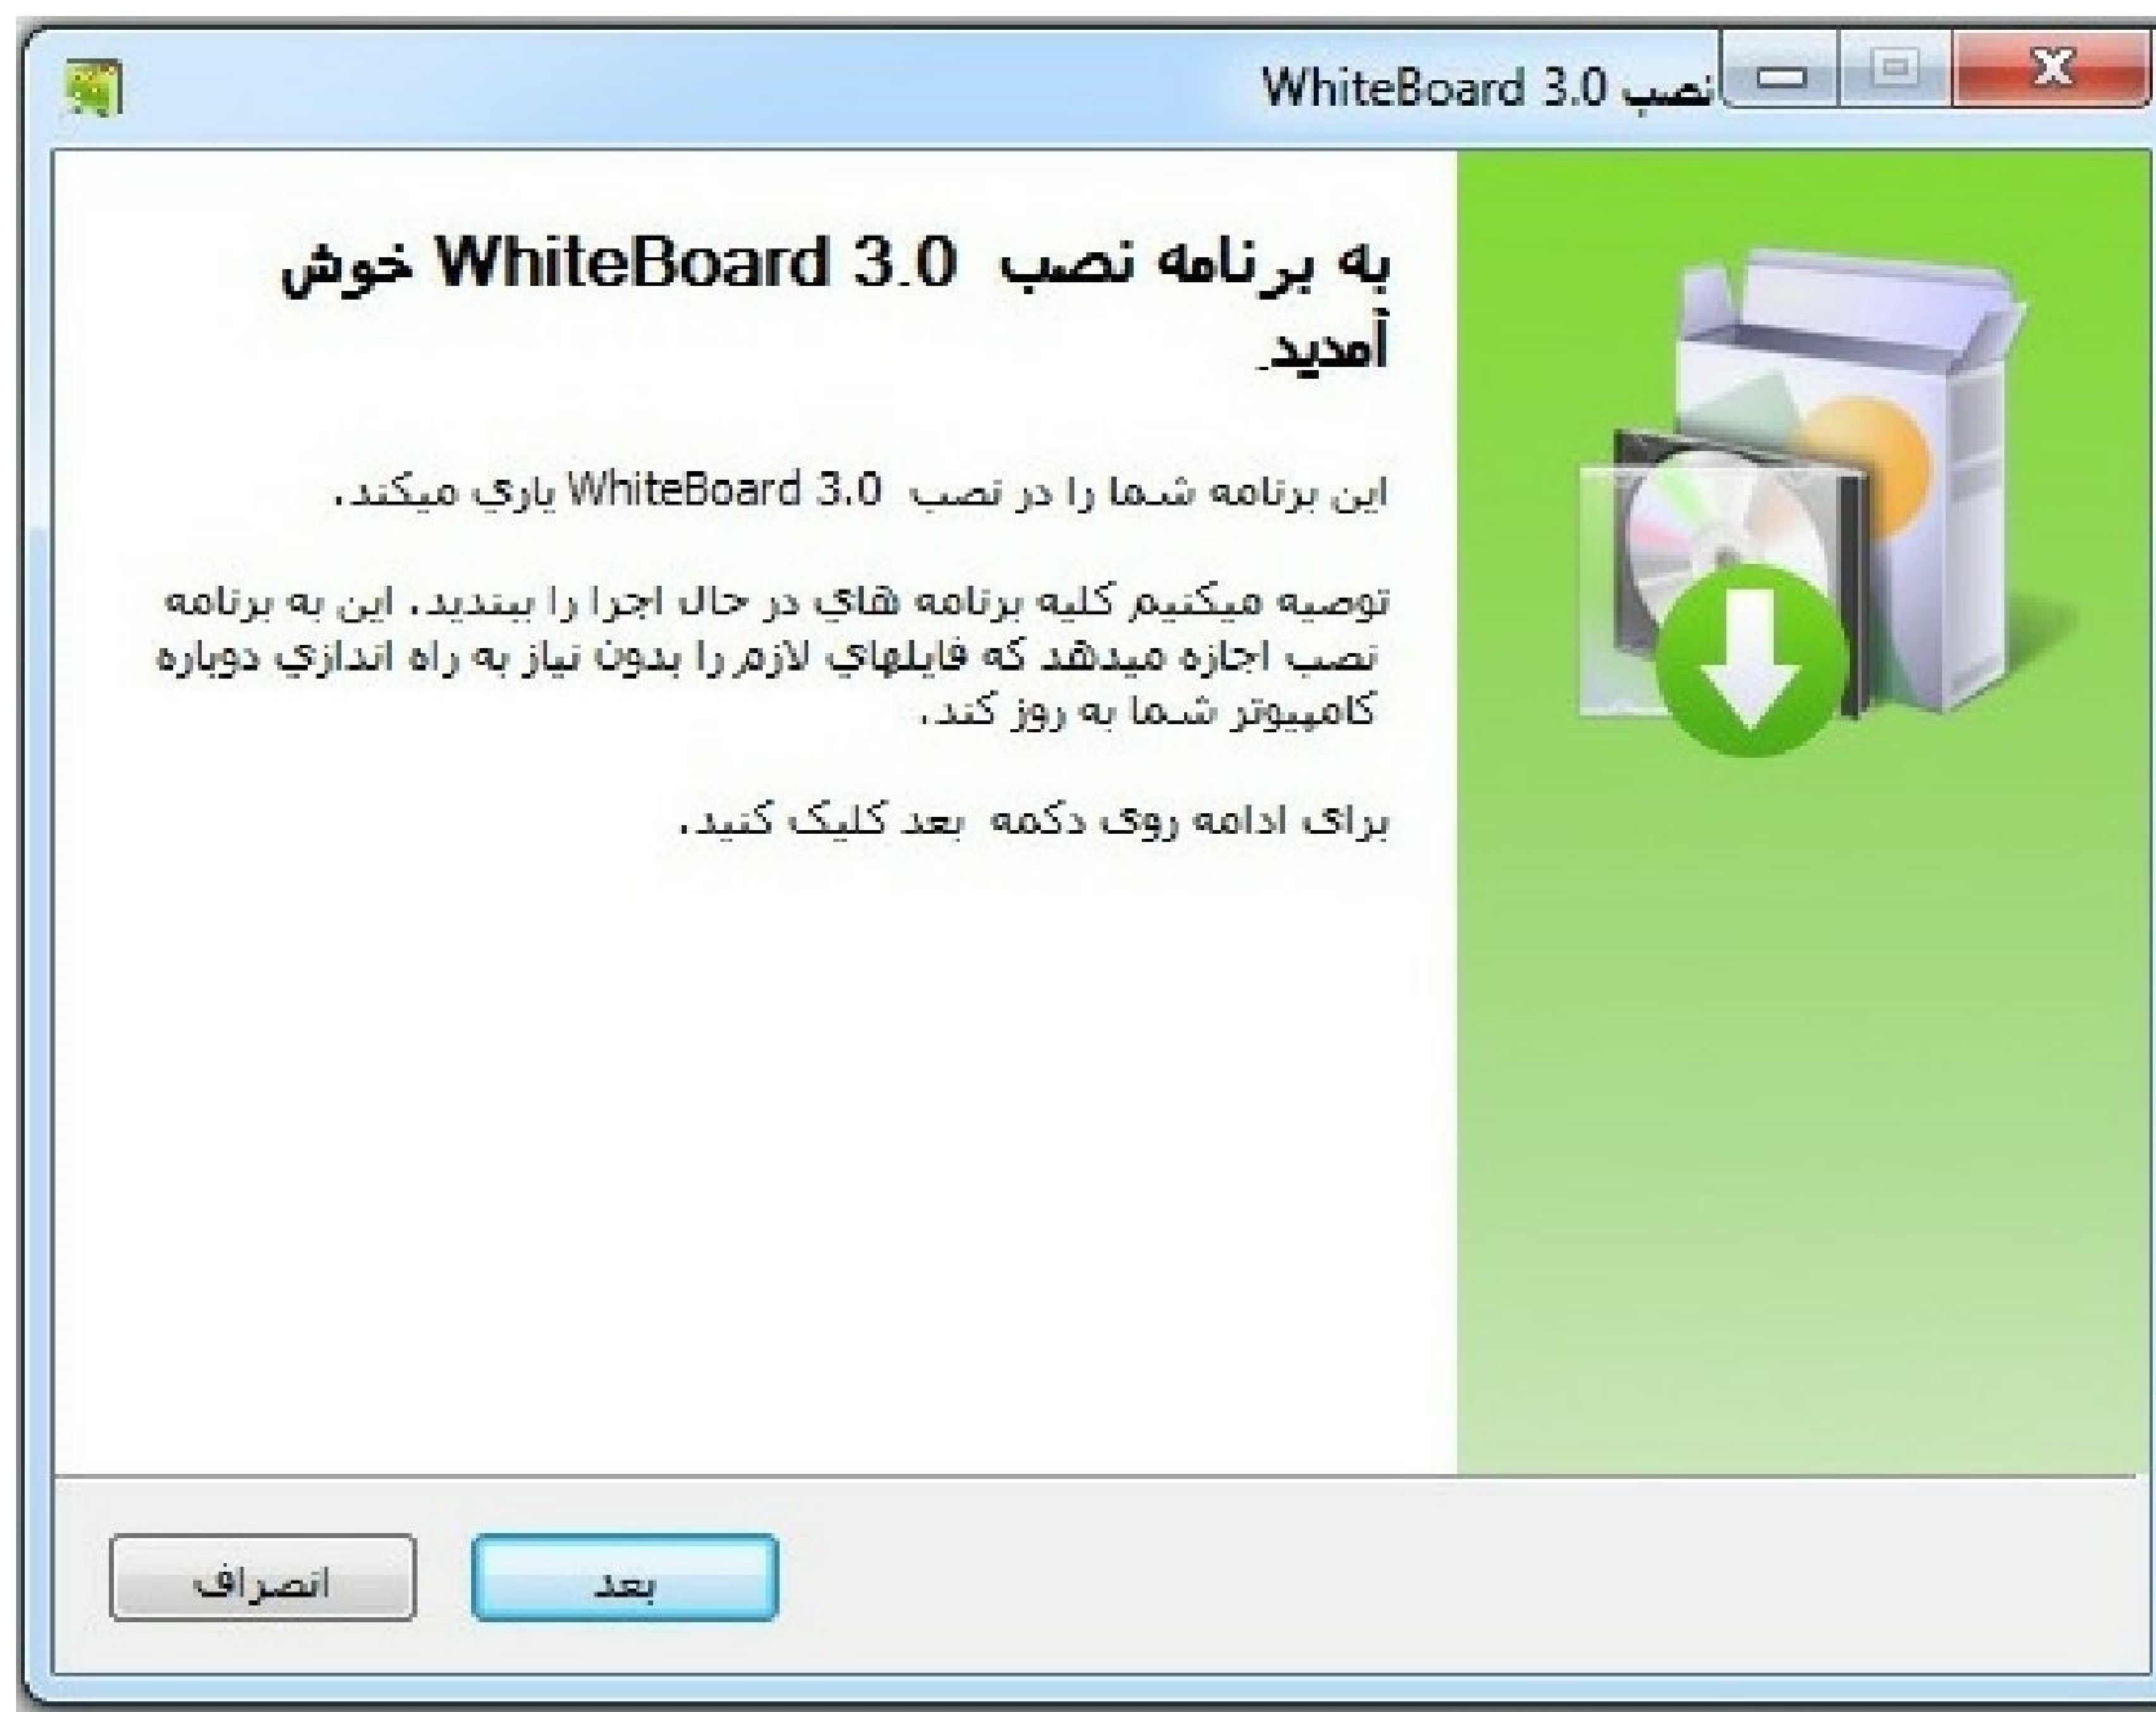 نصب WhiteBoard 3.0
به برنامه نصب WhiteBoard 3.0 خوش
آمدید.
این برنامه شما را در نصب WhiteBoard 3.0 ياري میکند.
توصیه میکنیم کلیه برنامه هاي در حال اجرا را ببندید. این به برنامه
نصب اجازه میدهد که فایلهاي لازم را بدون نیاز به راه اندازي دوباره
کامپیوتر شما به روز کند.
برای ادامه روی دکمه بعد کلیک کنید.
بعد
انصراف